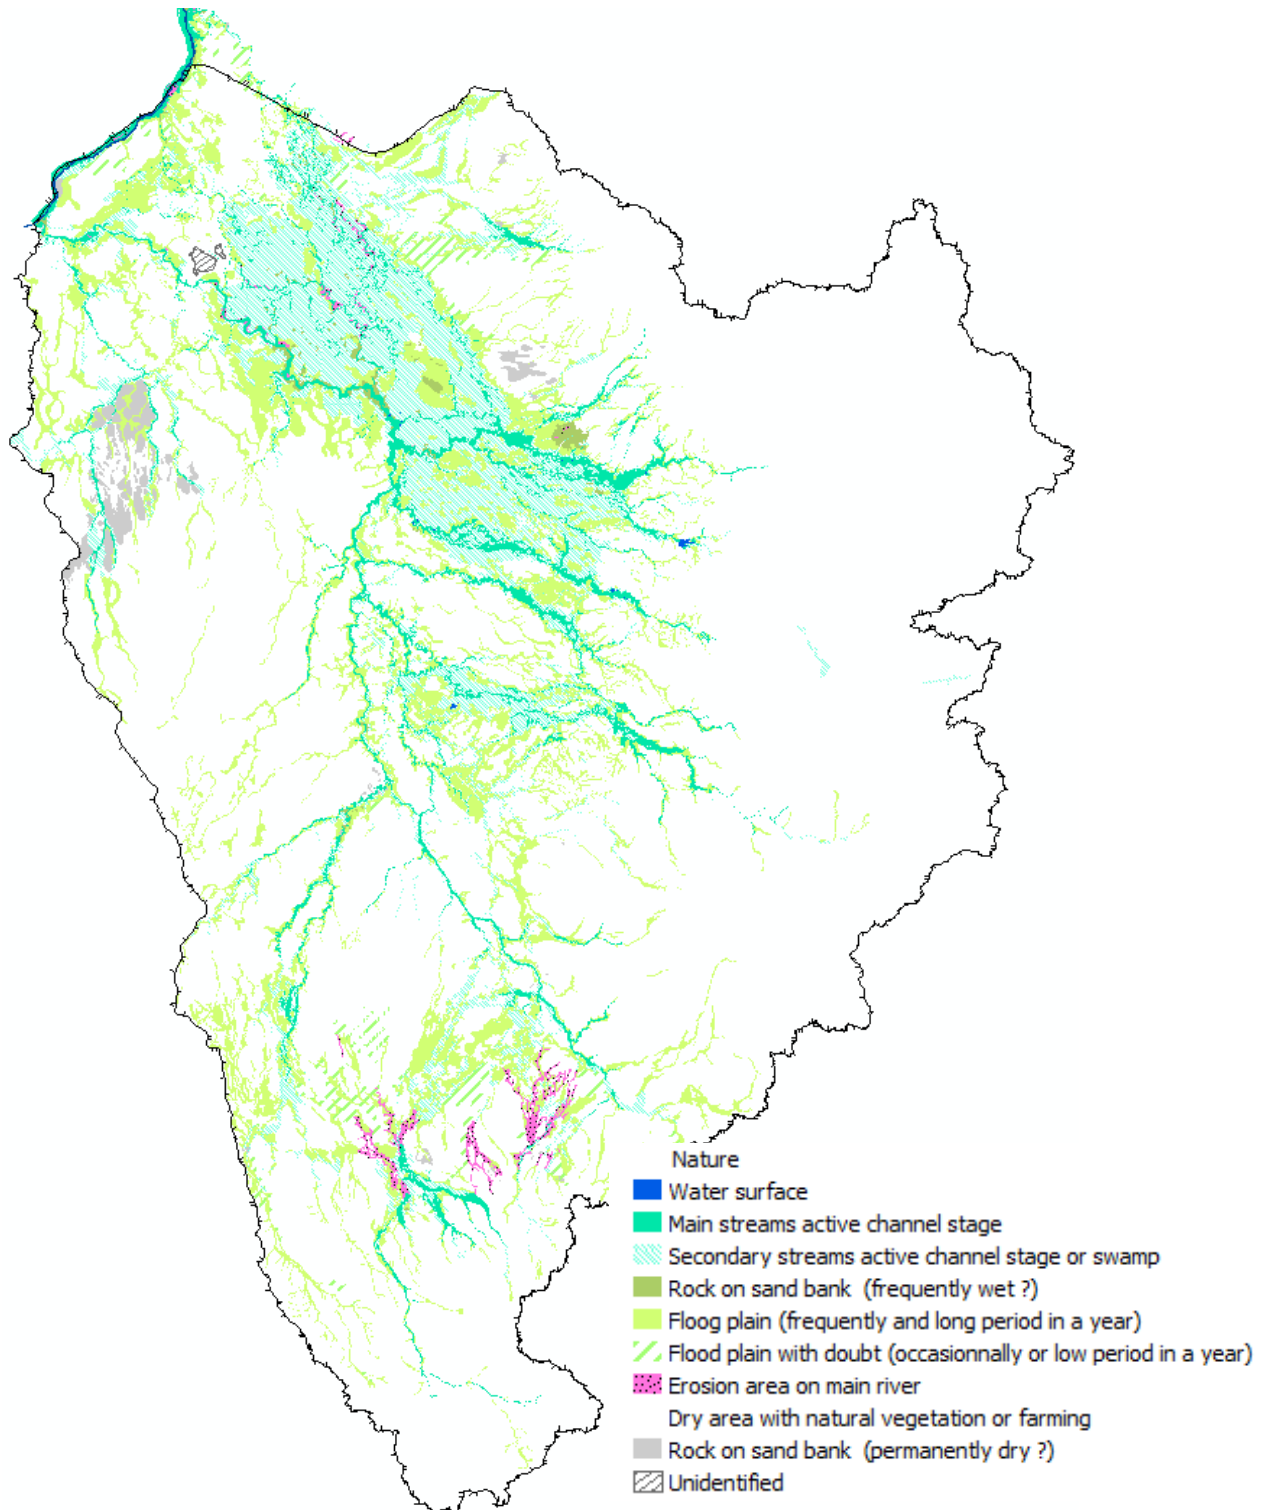 Nature
Water surface
Main streams active channel stage
Secondary streams active channel stage or swamp
Rock on sand bank (frequently wet ?)
Floog plain (frequently and long period in a year)
Flood plain with doubt (occasionnally or low period in a year)
Erosion area on main river
Dry area with natural vegetation or farming
Rock on sand bank (permanently dry ?)
Unidentified